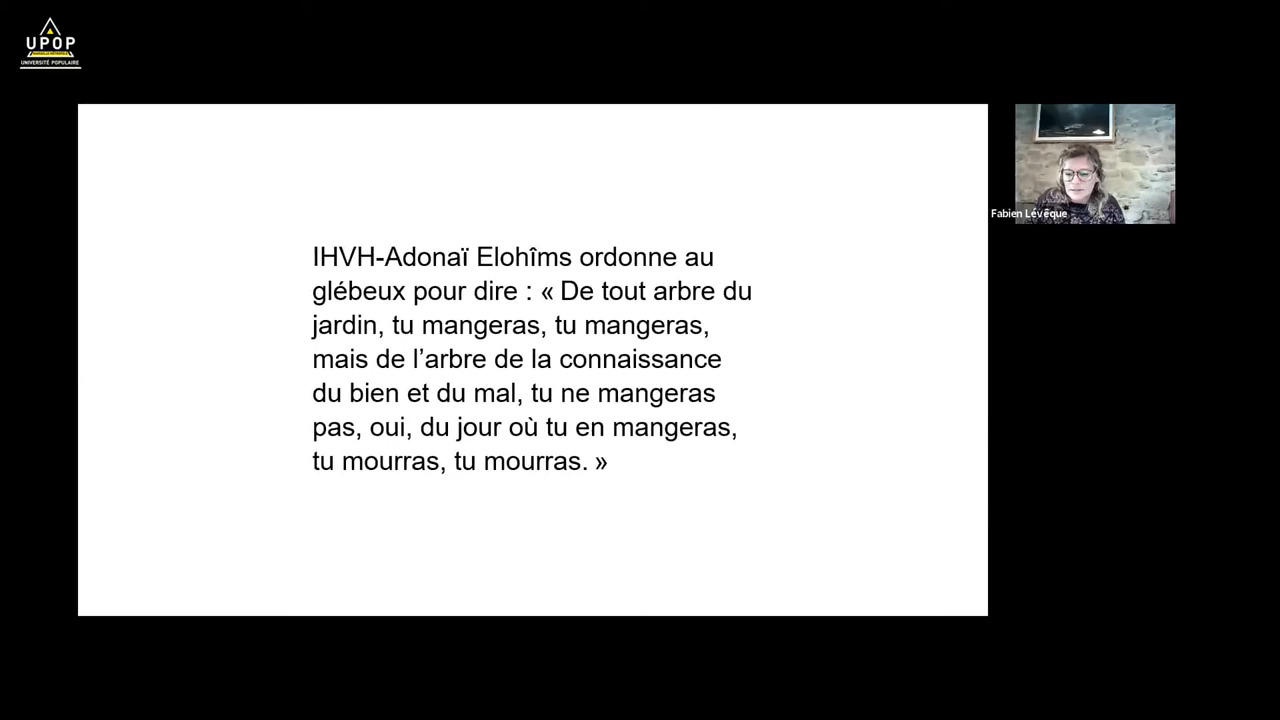 UPOP
UNIVERSITÉ POPULAIRE
IHVH-Adonaï Elohîms ordonne au
glébeux pour dire : « De tout arbre du
jardin, tu mangeras, tu mangeras,
mais de l’arbre de la connaissance
du bien et du mal, tu ne mangeras
pas, oui, du jour où tu en mangeras,
tu mourras, tu mourras. »
Fabien Lévêque